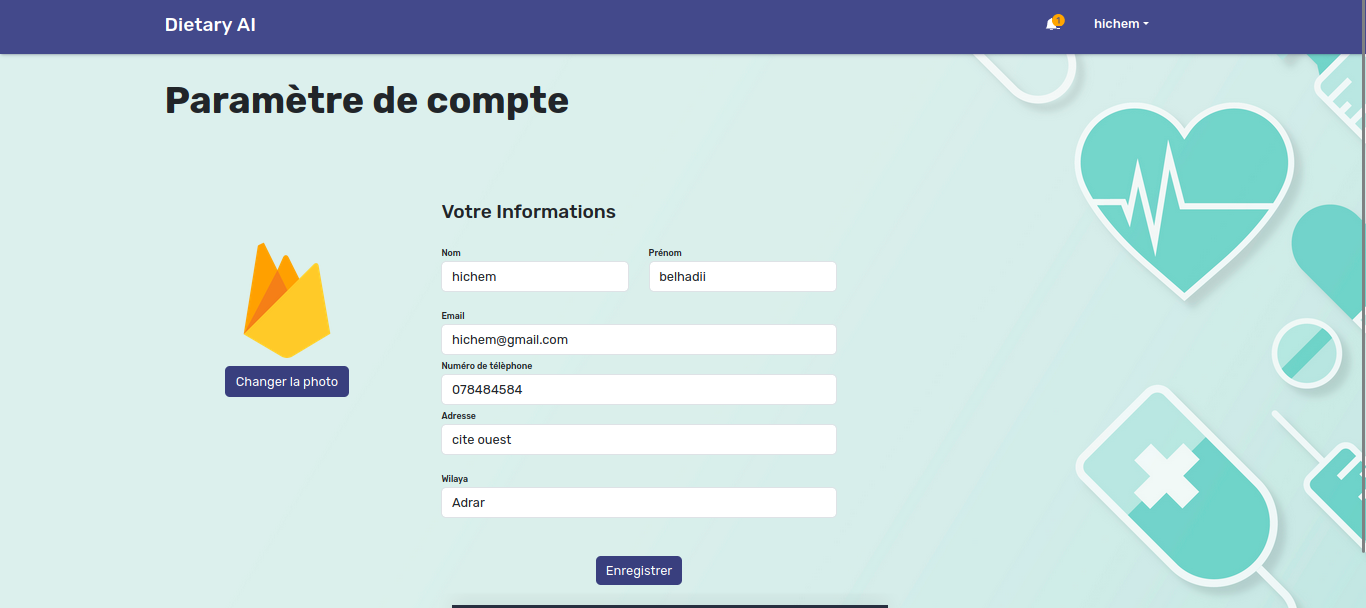 Dietary AI
1
hichem
Paramètre de compte
Votre Informations
Nom
Prénom
hichem
belhadii
Email
hichem@gmail.com
Numéro de télèphone
078484584
Changer la photo
Adresse
cite ouest
Wilaya
Adrar
Enregistrer